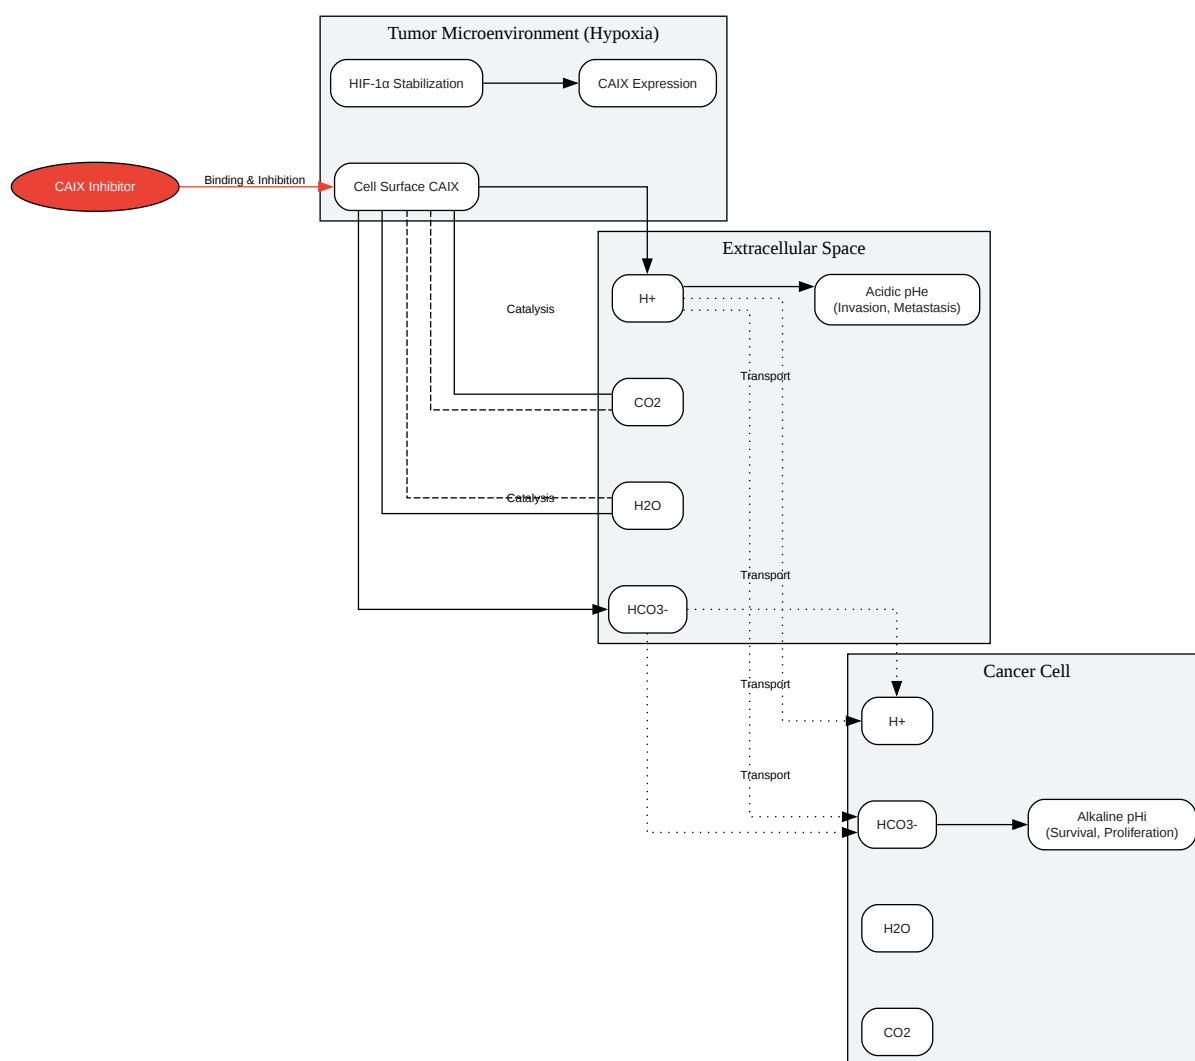 Tumor Microenvironment (Hypoxia)
HIF-1α Stabilization
CAIX Expression
CAIX Inhibitor
Binding & Inhibition
Cell Surface CAIX
Extracellular Space
H+
Acidic pHe
(Invasion, Metastasis)
Catalysis
Transport
CO2
Catalysis
H2O
Transport
HCO3-
Cancer Cell
Transport
H+
Transport
HCO3-
Alkaline pHi
(Survival, Proliferation)
H2O
CO2